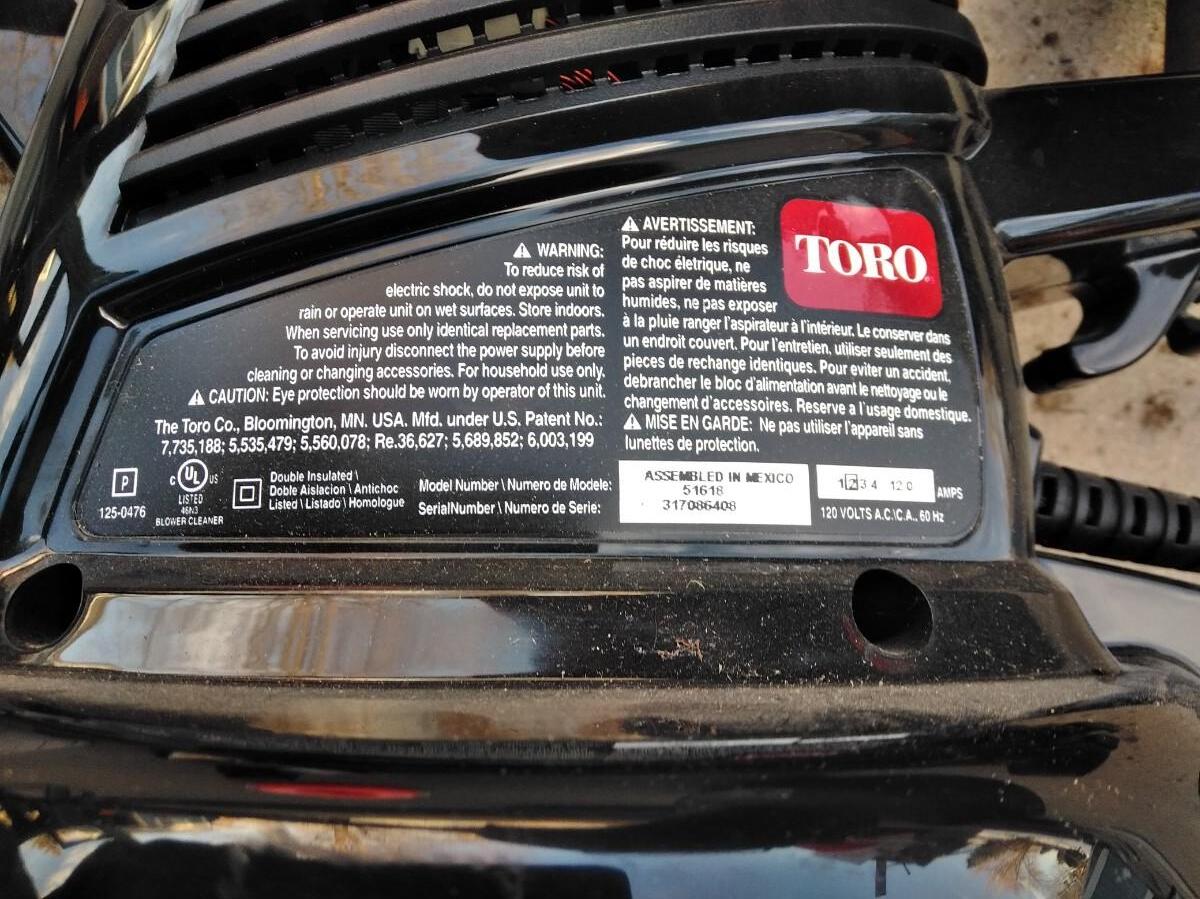 WARNING:
To reduce risk of
electric shock, do not expose unit to
rain or operate unit on wet surfaces. Store indoors.
When servicing use only identical replacement parts.
To avoid injury disconnect the power supply before
cleaning or changing accessories. For household use only.
CAUTION: Eye protection should be worn by operator of this unit.
AVERTISSEMENT:
Pour réduire les risques
de choc életrique, ne
pas aspirer de matières
humides, ne pas exposer
à la pluie ranger l'aspirateur à l'intérieur. Le conserver dans
un endroit couvert. Pour l'entretien, utiliser seulement des
pieces de rechange identiques. Pour eviter un accident,
debrancher le bloc d'alimentation avant le nettoyage ou le
changement d'accessoires. Reserve a l'usage domestique.
MISE EN GARDE: Ne pas utiliser l'appareil sans
lunettes de protection.
TORO
The Toro Co., Bloomington, MN. USA. Mfd. under U.S. Patent No.:
7,735,188; 5,535,479; 5,560,078; Re.36,627; 5,689,852; 6.003,199
P
125-0476
C UL US
LISTED
46N3
BLOWER CLEANER
Double Insulated \
Doble Aislacion \ Antichoc
Listed \ Listado \ Homologue
Model Number \ Numero de Modele:
SerialNumber \ Numero de Serie:
ASSEMBLED IN MEXICO
51618
317086408
1234 12 0 AMPS
120 VOLTS A.C./C.A., 60 Hz